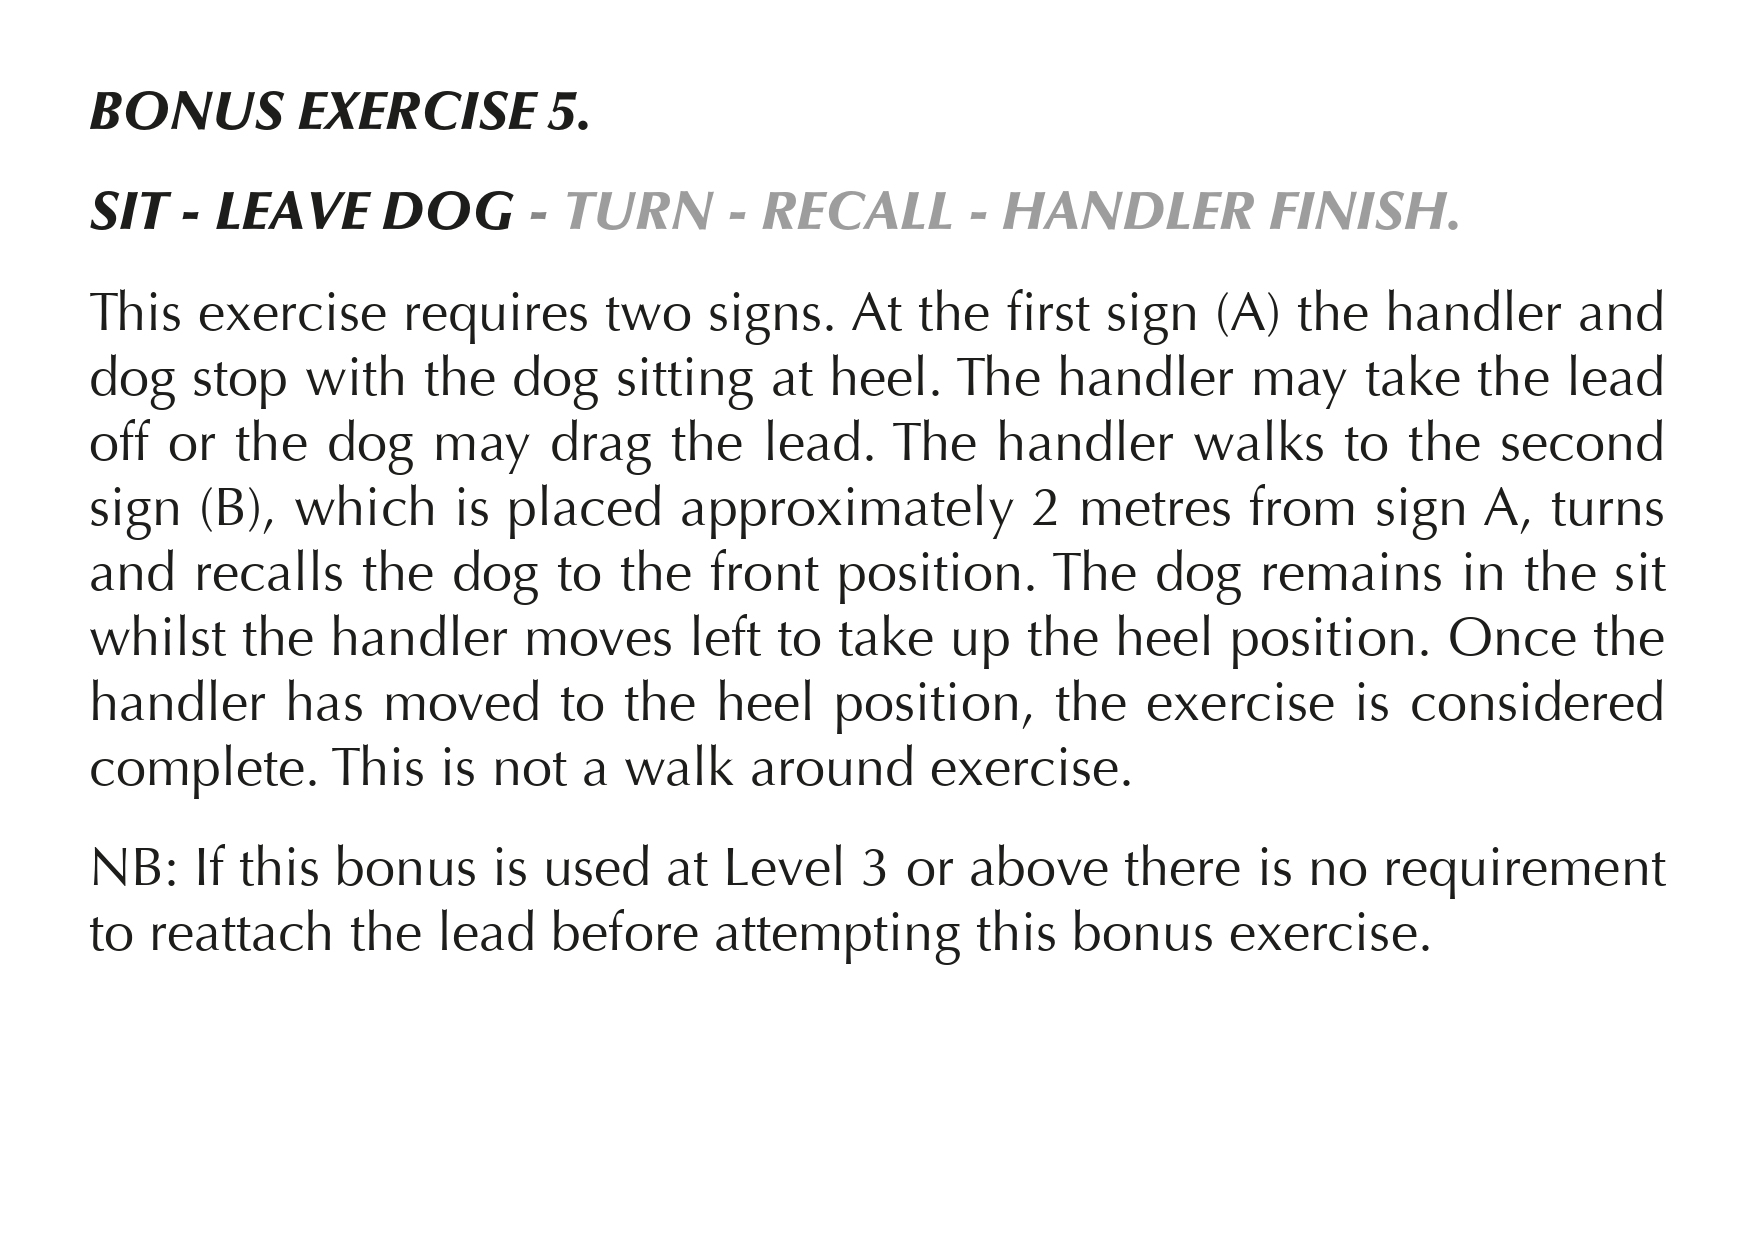 BONUS EXERCISE 5.
SIT - LEAVE DOG - TURN - RECALL - HANDLER FINISH.
This exercise requires two signs. At the first sign (A) the handler and
dog stop with the dog sitting at heel. The handler may take the lead
off or the dog may drag the lead. The handler walks to the second
sign (B), which is placed approximately 2 metres from sign A, turns
and recalls the dog to the front position. The dog remains in the sit
whilst the handler moves left to take up the heel position. Once the
handler has moved to the heel position, the exercise is considered
complete. This is not a walk around exercise.
NB: If this bonus is used at Level 3 or above there is no requirement
to reattach the lead before attempting this bonus exercise.